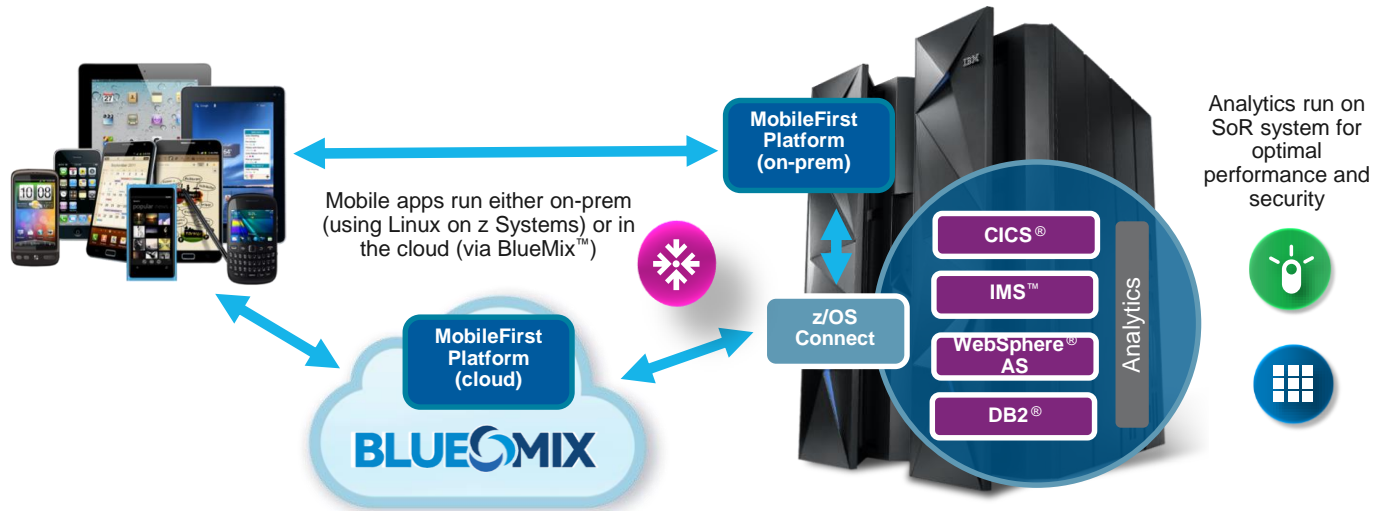 IBM
MobileFirst
Platform
(on-prem)
Analytics run on
SoR system for
optimal
performance and
security
Mobile apps run either on-prem
(using Linux on z Systems) or in
the cloud (via BlueMix™)
CICS®
IMS™
WebSphere®
AS
DB2®
Analytics
z/OS
Connect
MobileFirst
Platform
(cloud)
BLUEMIX
10:08